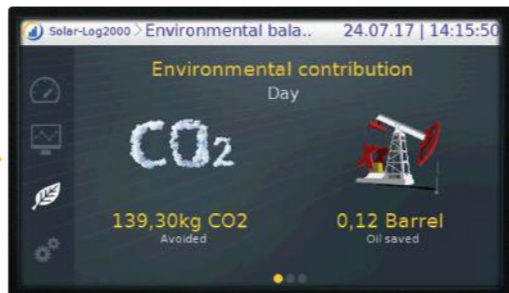 Solar-Log2000 > Environmental bala.. 24.07.17 | 14:15:50
Environmental contribution
Day
CO2
139,30kg CO2
Avoided
0,12 Barrel
Oil saved